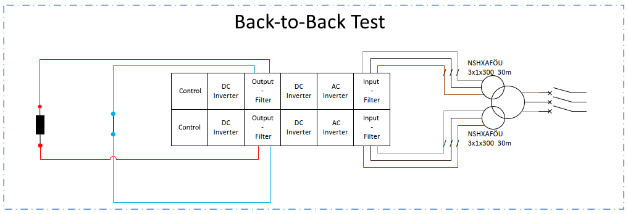 Back-to-Back Test
NSHXAFÖU
3x1x300 30m
Control
DC
Inverter
Output
-
Filter
DC
Inverter
AC
Inverter
Input
-
Filter
Control
DC
Inverter
Output
-
Filter
DC
Inverter
AC
Inverter
Input
-
Filter
NSHXAFÖU
3x1x300 30m